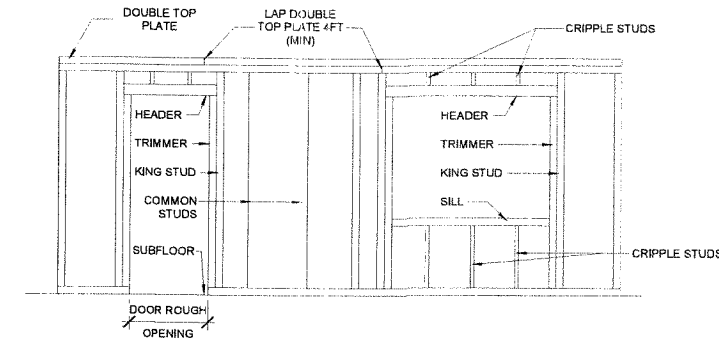 DOUBLE TOP
PLATE
LAP DOUBLE
TOP PLATE 4FT
(MIN)
CRIPPLE STUDS
HEADER
TRIMMER
KING STUD
COMMON
STUDS
SUBFLOOR
DOOR ROUGH
OPENING
HEADER
TRIMMER
KING STUD
SILL
CRIPPLE STUDS